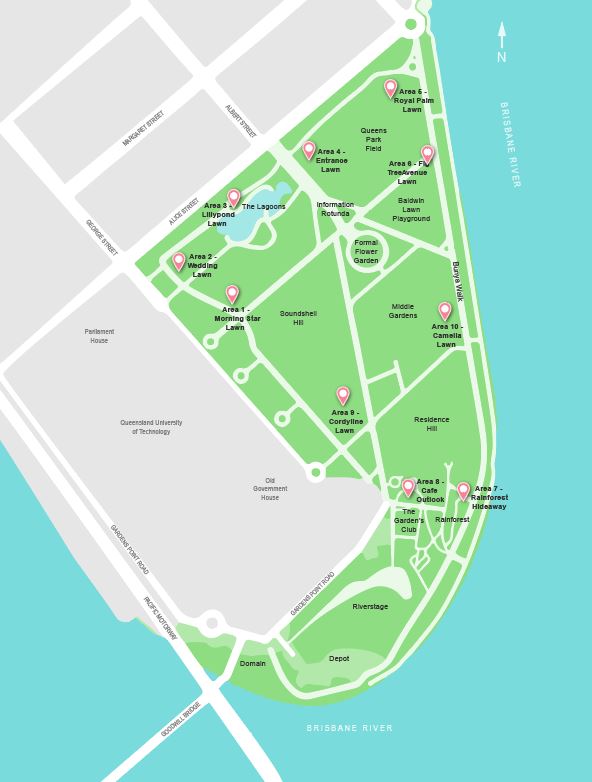 N
BRISBANE RIVER
MARGARET STREET
ALBERT STREET
ALICE STREET
GEORGE STREET
Area 5 -
Royal Palm
Lawn
Queens
Park
Field
Area 4 -
Entrance
Lawn
Area 6 - Fig
TreeAvenue
Lawn
Area 3 -
Lillypond
Lawn
The Lagoons
Information
Rotunda
Baldwin
Lawn
Playground
Formal
Flower
Garden
Area 2 -
Wedding
Lawn
Bunya Walk
Area 1 -
Morning Star
Lawn
Soundshell
Hill
Middle
Gardens
Area 10 -
Camelia
Lawn
Parliament
House
Queensland University
of Technology
Area 9 -
Cordyline
Lawn
Residence
Hill
Old
Government
House
Area 8 -
Cafe
Outlook
Area 7 -
Rainforest
Hideaway
The
Garden's
Club
Rainforest
GARDENS POINT ROAD
GARDENS POINT ROAD
PACIFIC MOTORWAY
Riverstage
Depot
Domain
GOODWILL BRIDGE
BRISBANE RIVER